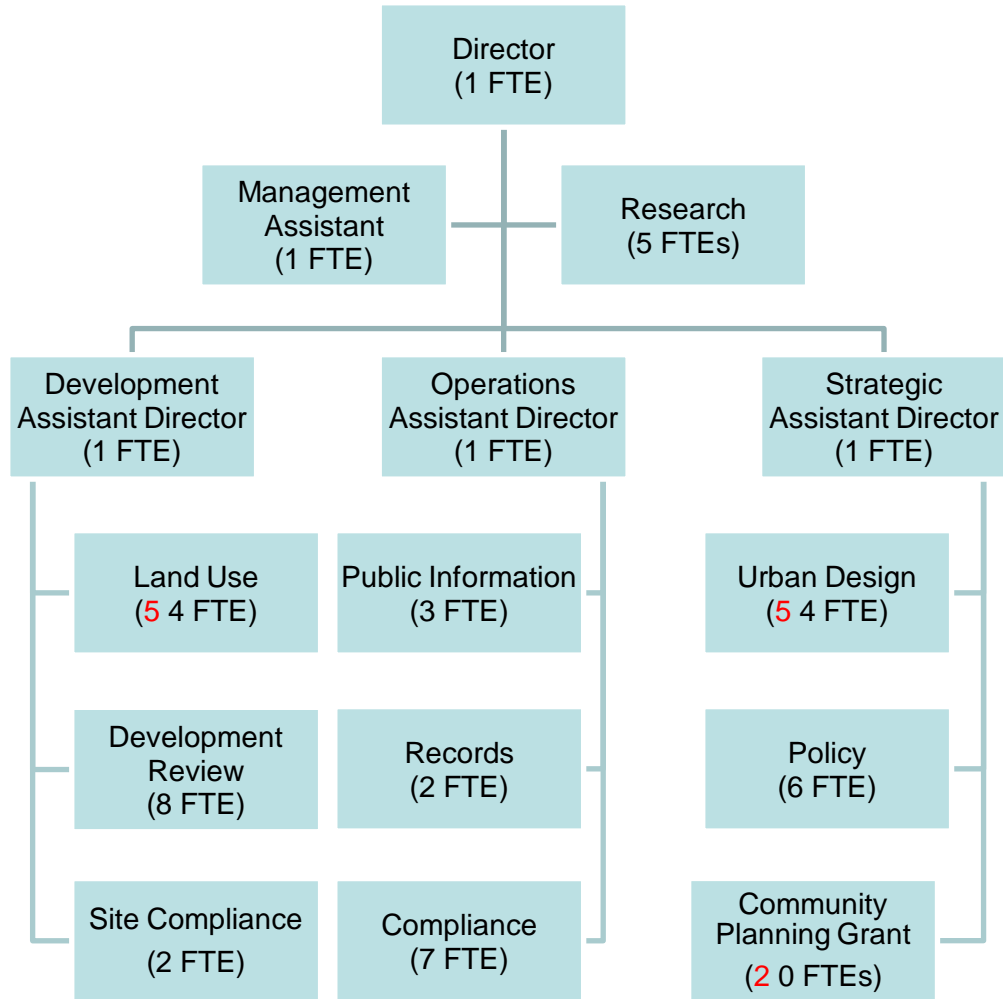 Director
(1 FTE)
Management
Assistant
(1 FTE)
Research
(5 FTEs)
Development
Assistant Director
(1 FTE)
Operations
Assistant Director
(1 FTE)
Strategic
Assistant Director
(1 FTE)
Land Use
(5 4 FTE)
Public Information
(3 FTE)
Urban Design
(5 4 FTE)
Development
Review
(8 FTE)
Records
(2 FTE)
Policy
(6 FTE)
Site Compliance
(2 FTE)
Compliance
(7 FTE)
Community
Planning Grant
(2 0 FTEs)